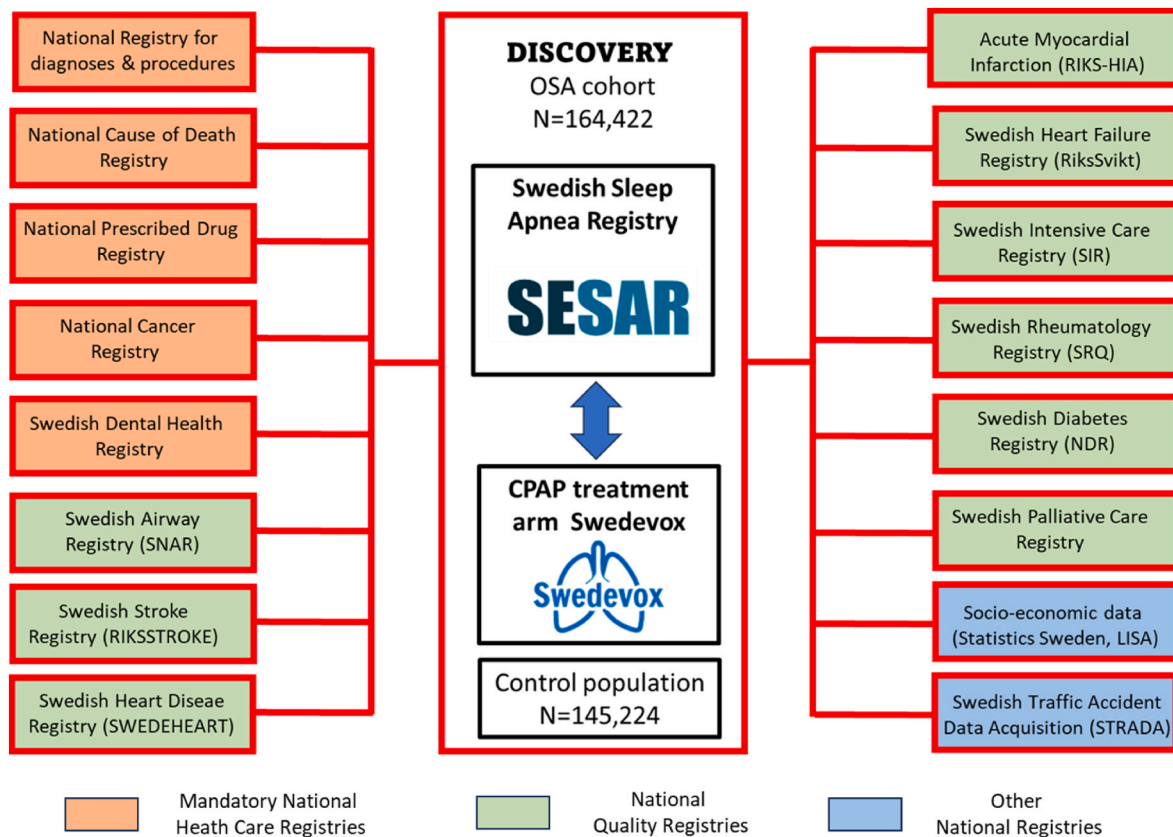 National Registry for
diagnoses & procedures
National Cause of Death
Registry
National Prescribed Drug
Registry
National Cancer
Registry
Swedish Dental Health
Registry
Swedish Airway
Registry (SNAR)
Swedish Stroke
Registry (RIKSSTROKE)
Swedish Heart Diseae
Registry (SWEDEHEART)
DISCOVERY
OSA cohort
N=164,422
Swedish Sleep
Apnea Registry
SESAR
CPAP treatment
arm Swedevox
Swedevox
Control population
N=145,224
Acute Myocardial
Infarction (RIKS-HIA)
Swedish Heart Failure
Registry (RiksSvikt)
Swedish Intensive Care
Registry (SIR)
Swedish Rheumatology
Registry (SRQ)
Swedish Diabetes
Registry (NDR)
Swedish Palliative Care
Registry
Socio-economic data
(Statistics Sweden, LISA)
Swedish Traffic Accident
Data Acquisition (STRADA)
Mandatory National
Heath Care Registries
National
Quality Registries
Other
National Registries